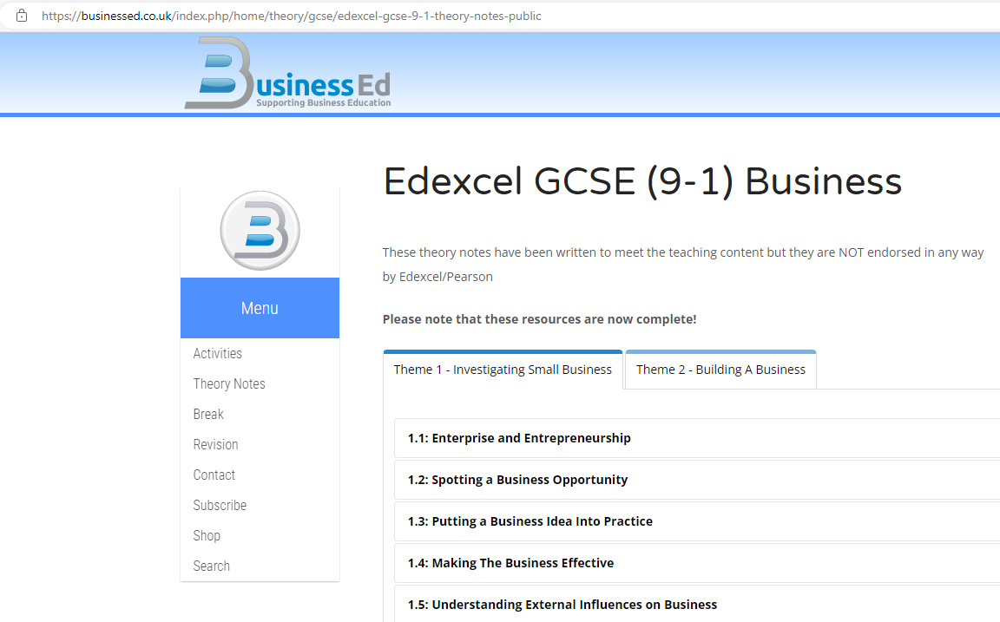 https://businessed.co.uk/index.php/home/theory/gcse/edexcel-gcse-9-1-theory-notes-public
BusinessEd
Supporting Business Education
Edexcel GCSE (9-1) Business
These theory notes have been written to meet the teaching content but they are NOT endorsed in any way
by Edexcel/Pearson
Please note that these resources are now complete!
B
Menu
Activities
Theory Notes
Break
Revision
Contact
Subscribe
Shop
Search
Theme 1 - Investigating Small Business
Theme 2 - Building A Business
1.1: Enterprise and Entrepreneurship
1.2: Spotting a Business Opportunity
1.3: Putting a Business Idea Into Practice
1.4: Making The Business Effective
1.5: Understanding External Influences on Business